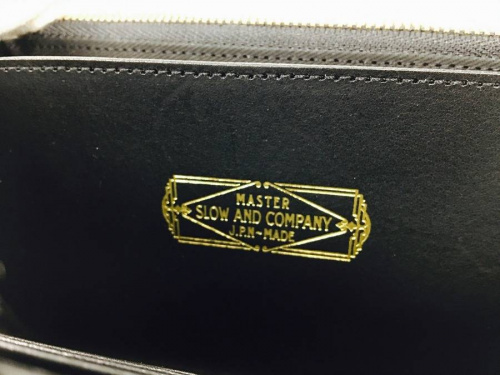 MASTER
SLOW AND COMPANY
J.P.N~MADE